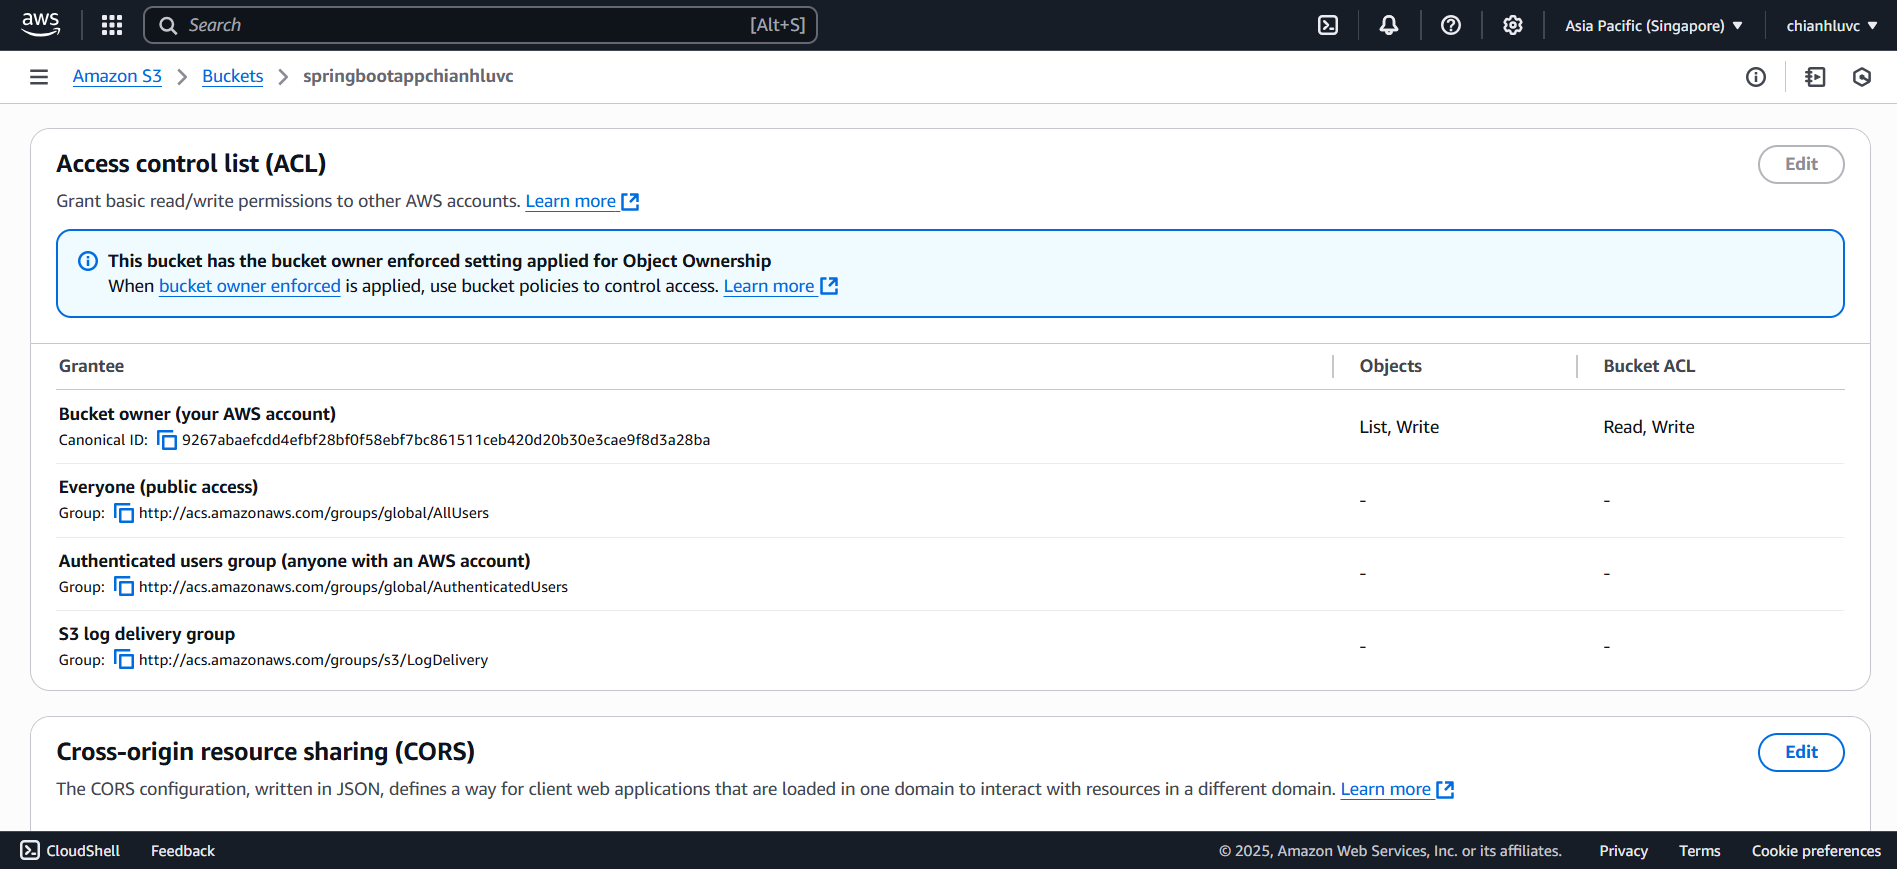 aws
Search [Alt+S]
Asia Pacific (Singapore)
chianhluvc
Amazon S3 > Buckets > springbootappchianhluvc
Access control list (ACL)
Edit
Grant basic read/write permissions to other AWS accounts. Learn more
This bucket has the bucket owner enforced setting applied for Object Ownership
When bucket owner enforced is applied, use bucket policies to control access. Learn more
Grantee Objects Bucket ACL
Bucket owner (your AWS account)
Canonical ID: 9267abaefcdd4efbf28bf0f58ebf7bc861511ceb420d20b30e3cae9f8d3a28ba
List, Write
Read, Write
Everyone (public access)
Group: http://acs.amazonaws.com/groups/global/AllUsers
- -
Authenticated users group (anyone with an AWS account)
Group: http://acs.amazonaws.com/groups/global/AuthenticatedUsers
- -
S3 log delivery group
Group: http://acs.amazonaws.com/groups/s3/LogDelivery
- -
Cross-origin resource sharing (CORS)
Edit
The CORS configuration, written in JSON, defines a way for client web applications that are loaded in one domain to interact with resources in a different domain. Learn more
CloudShell Feedback
© 2025, Amazon Web Services, Inc. or its affiliates. Privacy Terms Cookie preferences